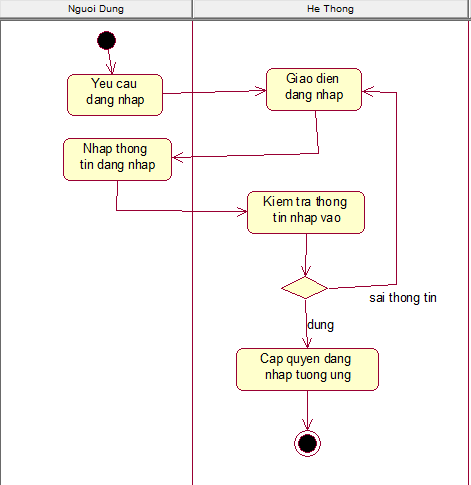 Nguoi Dung
He Thong
Yeu cau
dang nhap
Giao dien
dang nhap
Nhap thong
tin dang nhap
Kiem tra thong
tin nhap vao
sai thong tin
dung
Cap quyen dang
nhap tuong ung